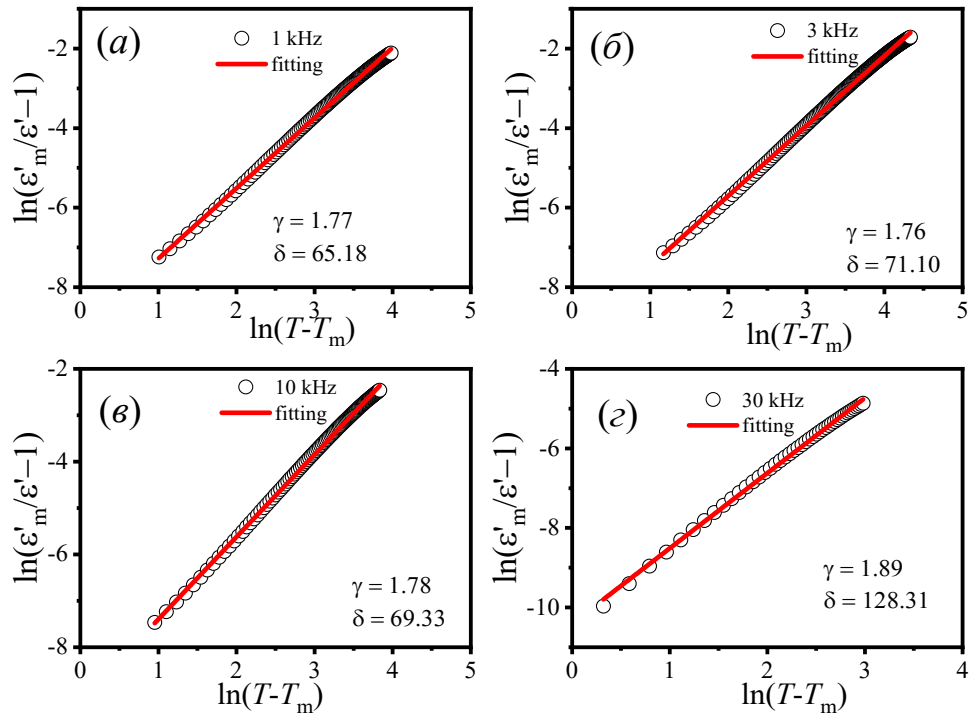 (а)
1 kHz
fitting
ln(ε'm/ε'−1)
-2
-4
-6
-8
γ = 1.77
δ = 65.18
0 1 2 3 4 5
ln(T-Tm)
(б)
3 kHz
fitting
ln(ε'm/ε'−1)
-2
-4
-6
-8
γ = 1.76
δ = 71.10
0 1 2 3 4 5
ln(T-Tm)
(в)
10 kHz
fitting
ln(ε'm/ε'−1)
-2
-4
-6
-8
γ = 1.78
δ = 69.33
0 1 2 3 4 5
ln(T-Tm)
(г)
30 kHz
fitting
ln(ε'm/ε'−1)
-4
-6
-8
-10
γ = 1.89
δ = 128.31
0 1 2 3 4
ln(T-Tm)